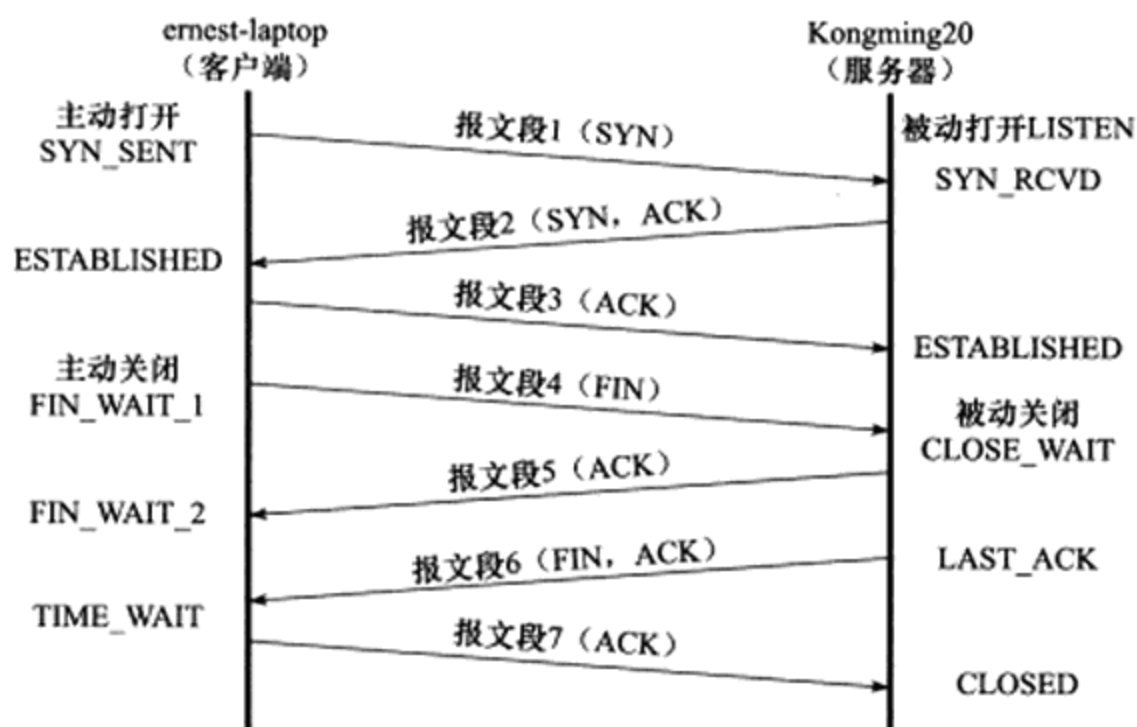 ernest-laptop
（客户端）
Kongming20
（服务器）
主动打开
SYN_SENT
报文段1（SYN）
被动打开LISTEN
SYN_RCVD
报文段2（SYN，ACK）
ESTABLISHED
报文段3（ACK）
ESTABLISHED
主动关闭
FIN_WAIT_1
报文段4（FIN）
被动关闭
CLOSE_WAIT
报文段5（ACK）
FIN_WAIT_2
报文段6（FIN，ACK）
LAST_ACK
TIME_WAIT
报文段7（ACK）
CLOSED